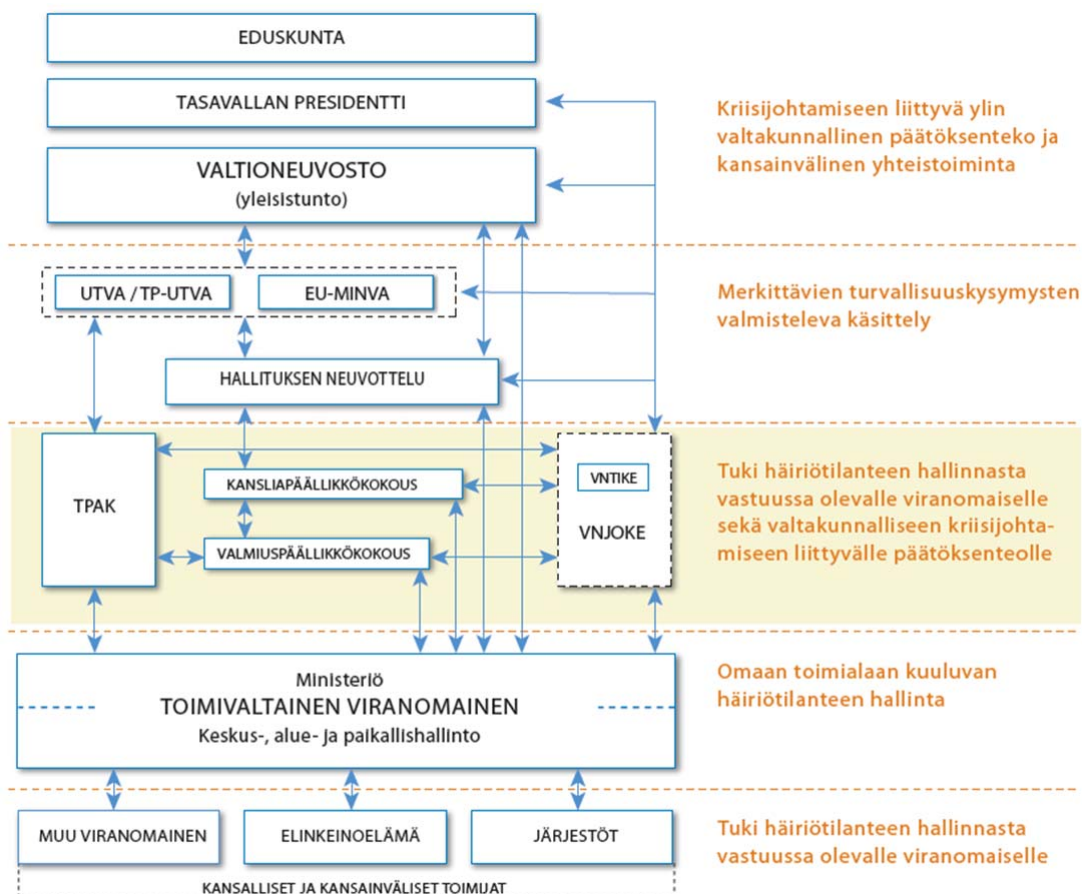 EDUSKUNTA
TASAVALLAN PRESIDENTTI
VALTIONEUVOSTO
(yleisistunto)
Kriisijohtamiseen liittyvä ylin
valtakunnallinen päätöksenteko ja
kansainvälinen yhteistoiminta
UTVA / TP-UTVA
EU-MINVA
HALLITUKSEN NEUVOTTELU
Merkittävien turvallisuuskysymysten
valmisteleva käsittely
TPAK
KANSLIAPÄÄLLIKKÖKOKOUS
VALMIUSPÄÄLLIKKÖKOKOUS
VNTIKE
VNJOKE
Tuki häiriötilanteen hallinnasta
vastuussa olevalle viranomaiselle
sekä valtakunnalliseen kriisijohta-
miseen liittyvälle päätöksenteolle
Ministeriö
TOIMIVALTAINEN VIRANOMAINEN
Keskus-, alue- ja paikallishallinto
Omaan toimialaan kuuluvan
häiriötilanteen hallinta
MUU VIRANOMAINEN
ELINKEINOELÄMÄ
JÄRJESTÖT
KANSALLISET JA KANSAINVÄLISET TOIMIJAT
Tuki häiriötilanteen hallinnasta
vastuussa olevalle viranomaiselle